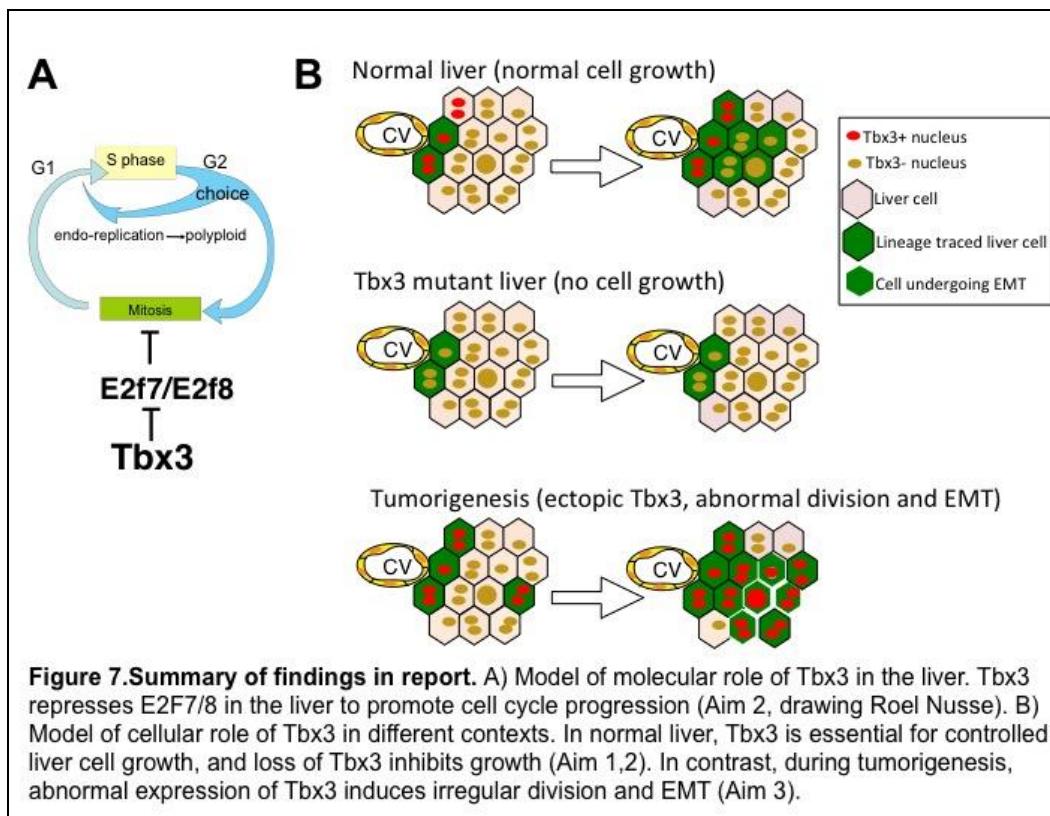 A
G1
S phase
G2
choice
endo-replication→polyploid
Mitosis
E2f7/E2f8
Tbx3
B
Normal liver (normal cell growth)
CV
CV
Tbx3 mutant liver (no cell growth)
CV
CV
Tumorigenesis (ectopic Tbx3, abnormal division and EMT)
CV
CV
Tbx3+ nucleus
Tbx3- nucleus
Liver cell
Lineage traced liver cell
Cell undergoing EMT
Figure 7.Summary of findings in report. A) Model of molecular role of Tbx3 in the liver. Tbx3
represses E2F7/8 in the liver to promote cell cycle progression (Aim 2, drawing Roel Nusse). B)
Model of cellular role of Tbx3 in different contexts. In normal liver, Tbx3 is essential for controlled
liver cell growth, and loss of Tbx3 inhibits growth (Aim 1,2). In contrast, during tumorigenesis,
abnormal expression of Tbx3 induces irregular division and EMT (Aim 3).